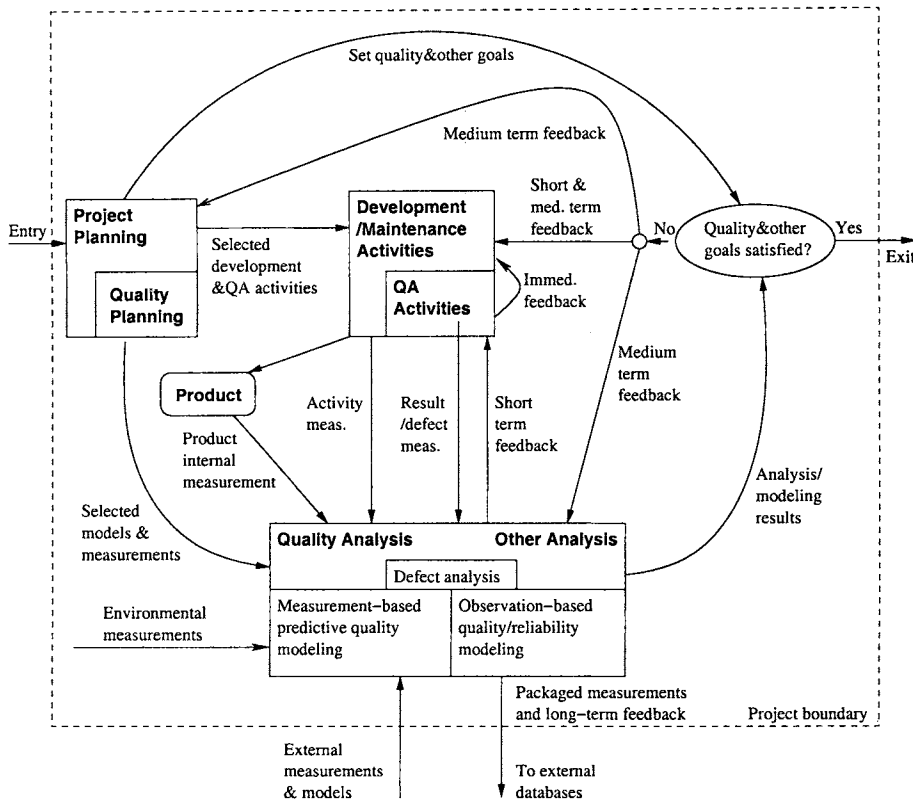 Set quality&other goals
Medium term feedback
Entry
Project
Planning
Quality
Planning
Selected
development
&QA activities
Development
/Maintenance
Activities
QA
Activities
Short &
med. term
feedback
Immed.
feedback
No
Quality&other
goals satisfied?
Yes
Exit
Product
Product
internal
measurement
Activity
meas.
Result
/defect
meas.
Short
term
feedback
Medium
term
feedback
Analysis/
modeling
results
Selected
models &
measurements
Quality Analysis
Other Analysis
Defect analysis
Measurement−based
predictive quality
modeling
Observation−based
quality/reliability
modeling
Environmental
measurements
Packaged measurements
and long−term feedback
Project boundary
External
measurements
& models
To external
databases